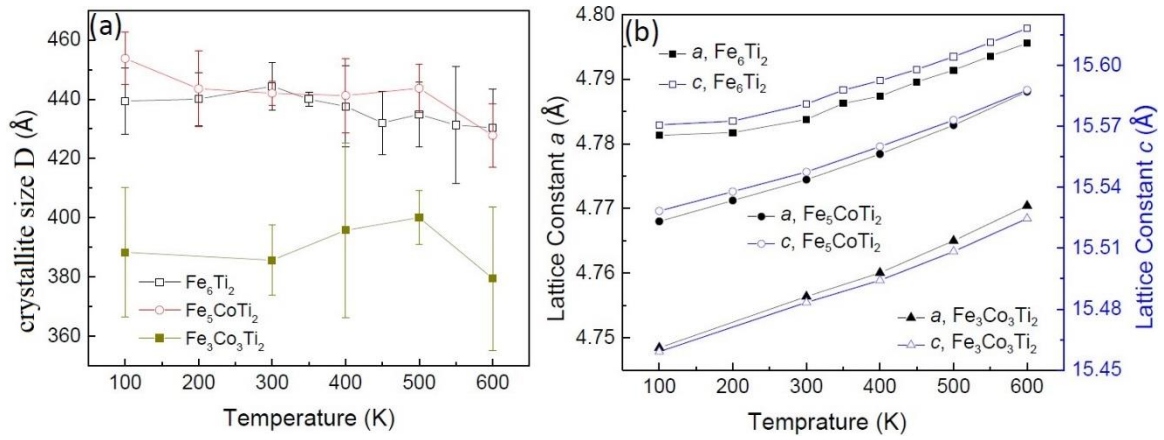 (a)
crystallite size D (Å)
460
440
420
400
380
360
Fe₆Ti₂
Fe₅CoTi₂
Fe₃Co₃Ti₂
100 200 300 400 500 600
Temperature (K)
(b)
Lattice Constant a (Å)
4.80
4.79
4.78
4.77
4.76
4.75
a, Fe₆Ti₂
c, Fe₆Ti₂
a, Fe₅CoTi₂
c, Fe₅CoTi₂
a, Fe₃Co₃Ti₂
c, Fe₃Co₃Ti₂
15.60
15.57
15.54
15.51
15.48
15.45
Lattice Constant c (Å)
100 200 300 400 500 600
Temprature (K)